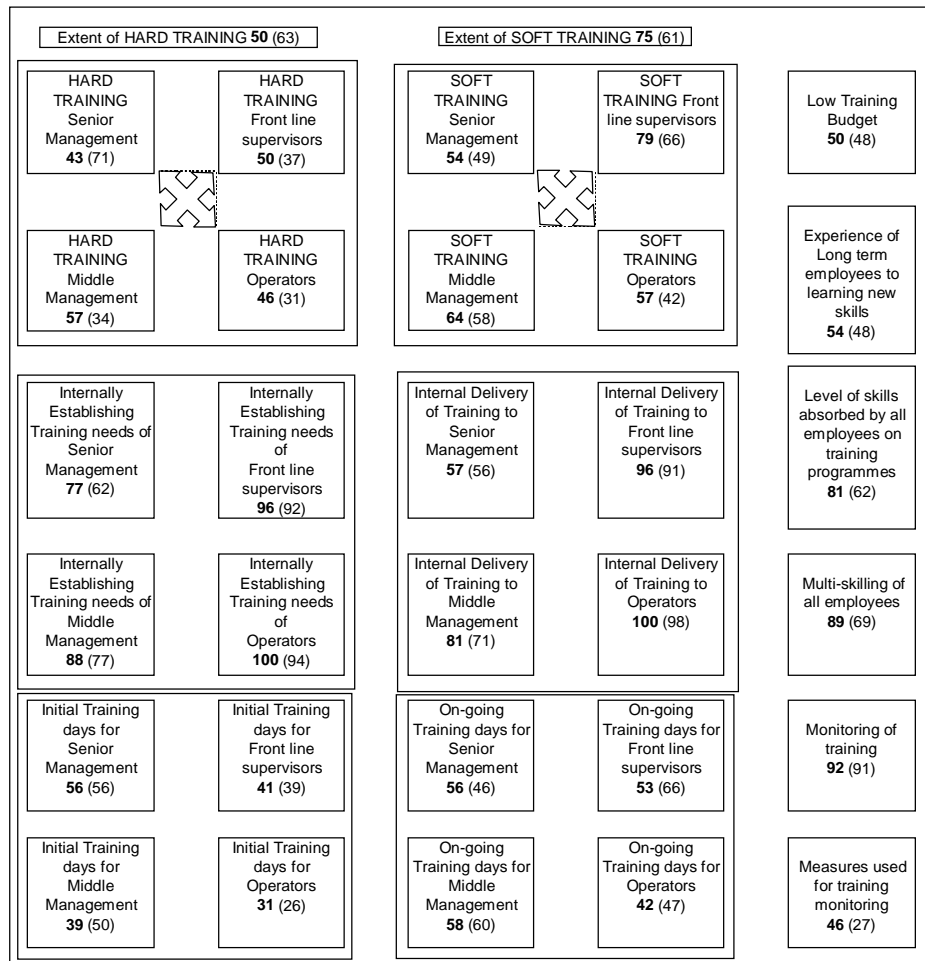 Extent of HARD TRAINING 50 (63)
Extent of SOFT TRAINING 75 (61)
HARD
TRAINING
Senior
Management
43 (71)
HARD
TRAINING
Front line
supervisors
50 (37)
HARD
TRAINING
Middle
Management
57 (34)
HARD
TRAINING
Operators
46 (31)
SOFT
TRAINING
Senior
Management
54 (49)
SOFT
TRAINING Front
line supervisors
79 (66)
SOFT
TRAINING
Middle
Management
64 (58)
SOFT
TRAINING
Operators
57 (42)
Low Training
Budget
50 (48)
Experience of
Long term
employees to
learning new
skills
54 (48)
Internally
Establishing
Training needs of
Senior
Management
77 (62)
Internally
Establishing
Training needs
of
Front line
supervisors
96 (92)
Internally
Establishing
Training needs of
Middle
Management
88 (77)
Internally
Establishing
Training needs
of
Operators
100 (94)
Internal Delivery
of Training to
Senior
Management
57 (56)
Internal Delivery
of Training to
Front line
supervisors
96 (91)
Internal Delivery
of Training to
Middle
Management
81 (71)
Internal Delivery
of Training to
Operators
100 (98)
Level of skills
absorbed by all
employees on
training
programmes
81 (62)
Multi-skilling of
all employees
89 (69)
Initial Training
days for
Senior
Management
56 (56)
Initial Training
days for
Front line
supervisors
41 (39)
Initial Training
days for
Middle
Management
39 (50)
Initial Training
days for
Operators
31 (26)
On-going
Training days for
Senior
Management
56 (46)
On-going
Training days for
Front line
supervisors
53 (66)
On-going
Training days for
Middle
Management
58 (60)
On-going
Training days for
Operators
42 (47)
Monitoring of
training
92 (91)
Measures used
for training
monitoring
46 (27)